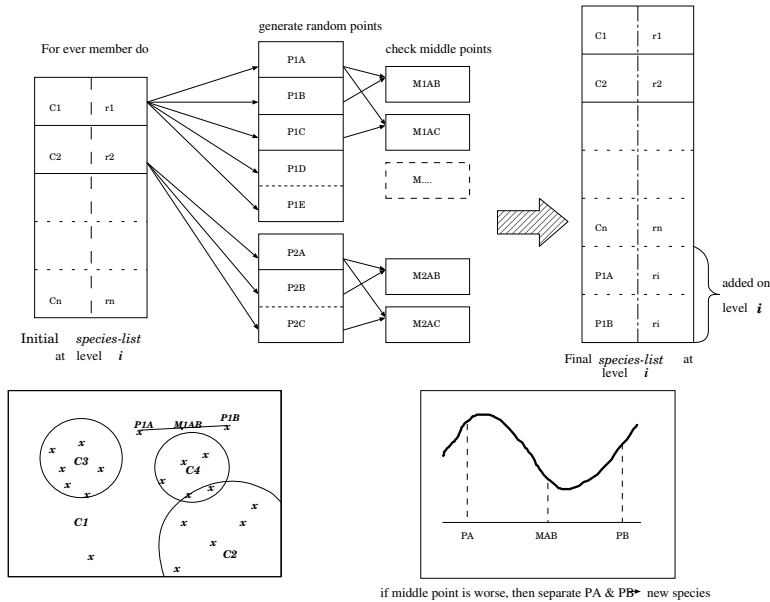 generate random points
For ever member do
check middle points
C1 r1
C2 r2
Cn rn
Initial species-list
at level i
P1A
P1B
P1C
P1D
P1E
P2A
P2B
P2C
M1AB
M1AC
M....
M2AB
M2AC
C1 r1
C2 r2
Cn rn
P1A ri
P1B ri
added on
level i
Final species-list at
level i
P1A M1AB P1B
x x
x
x C3
x x
x x
x x
C4
x
x x
C1
x x
x x
x
C2
x
x
PA MAB PB
if middle point is worse, then separate PA & PB new species